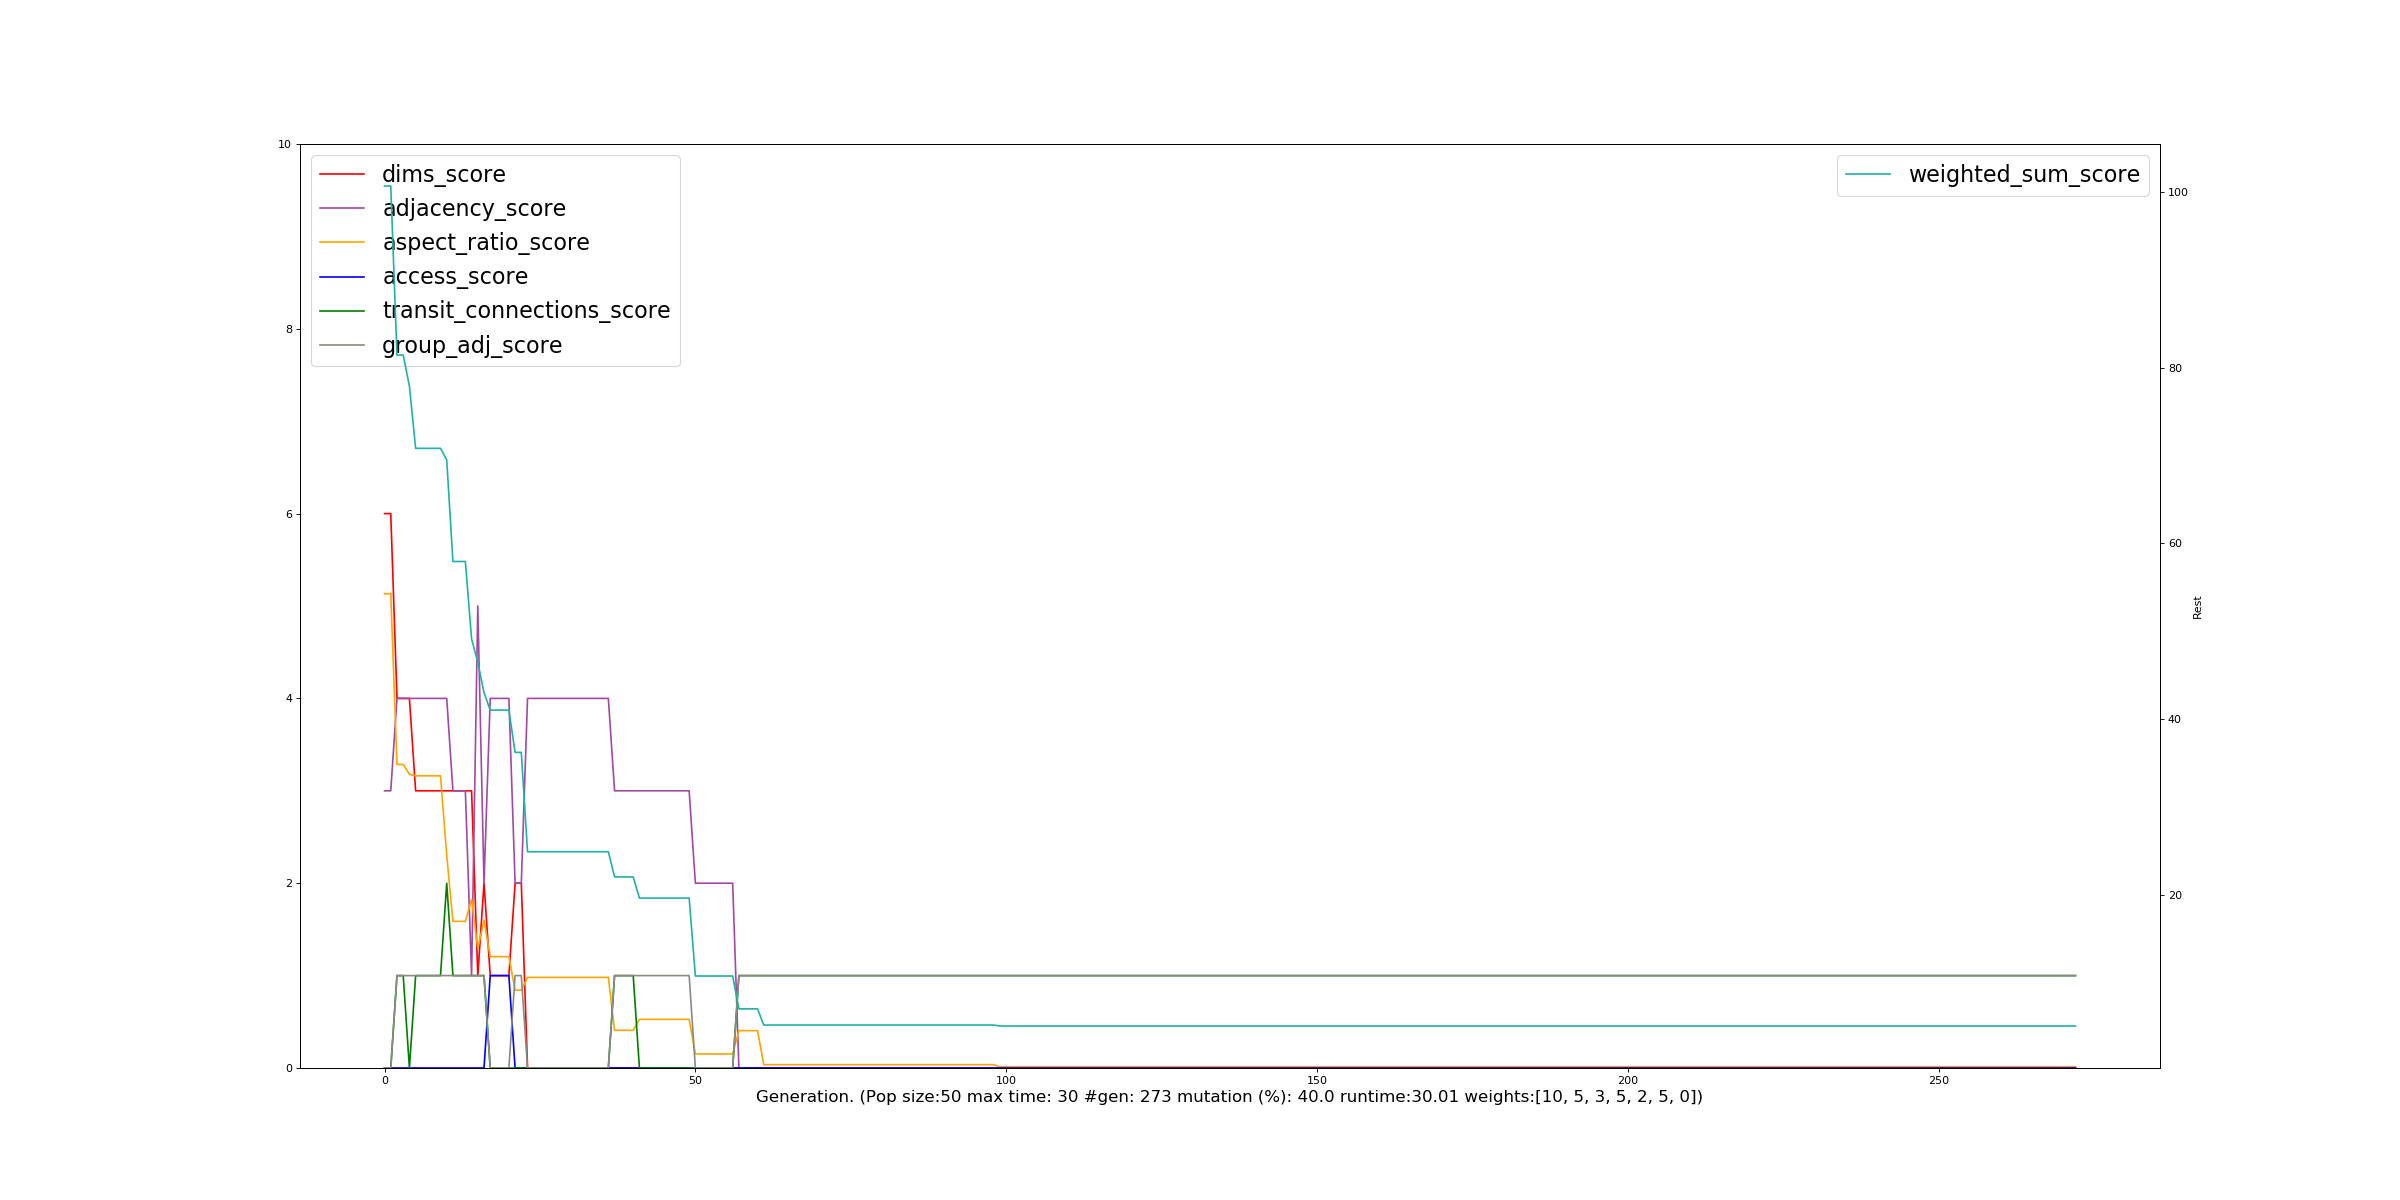 10
8
6
4
2
0
dims_score
adjacency_score
aspect_ratio_score
access_score
transit_connections_score
group_adj_score
weighted_sum_score
100
80
60
40
20
Rest
0 50 100 150 200 250
Generation. (Pop size:50 max time: 30 #gen: 273 mutation (%): 40.0 runtime:30.01 weights:[10, 5, 3, 5, 2, 5, 0])